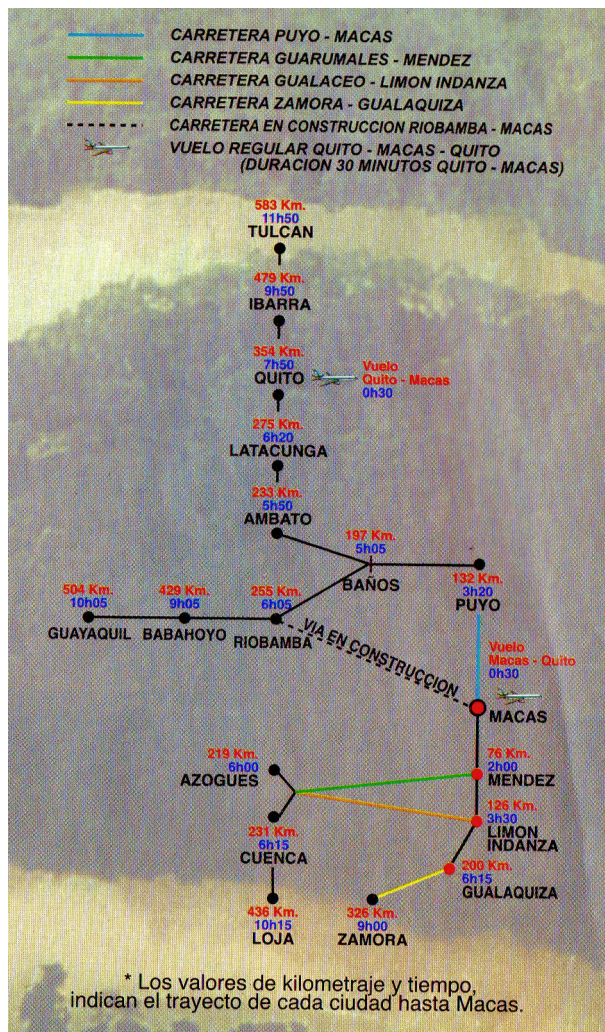 CARRETERA PUYO - MACAS
CARRETERA GUARUMALES - MENDEZ
CARRETERA GUALACEO - LIMON INDANZA
CARRETERA ZAMORA - GUALAQUIZA
CARRETERA EN CONSTRUCCION RIOBAMBA - MACAS
VUELO REGULAR QUITO - MACAS - QUITO
(DURACION 30 MINUTOS QUITO - MACAS)
583 Km.
11h50
TULCAN
479 Km.
9h50
IBARRA
354 Km.
7h50
QUITO
Vuelo
Quito - Macas
0h30
275 Km.
6h20
LATACUNGA
233 Km.
5h50
AMBATO
197 Km.
5h05
BAÑOS
132 Km.
3h20
PUYO
504 Km.
10h05
GUAYAQUIL
429 Km.
9h05
BABAHOYO
255 Km.
6h05
RIOBAMBA
VIA EN CONSTRUCCION
Vuelo
Macas - Quito
0h30
MACAS
219 Km.
6h00
AZOGUES
76 Km.
2h00
MENDEZ
126 Km.
3h30
LIMON
INDANZA
231 Km.
6h15
CUENCA
200 Km.
6h15
GUALAQUIZA
436 Km.
10h15
LOJA
326 Km.
9h00
ZAMORA
* Los valores de kilometraje y tiempo,
indican el trayecto de cada ciudad hasta Macas.